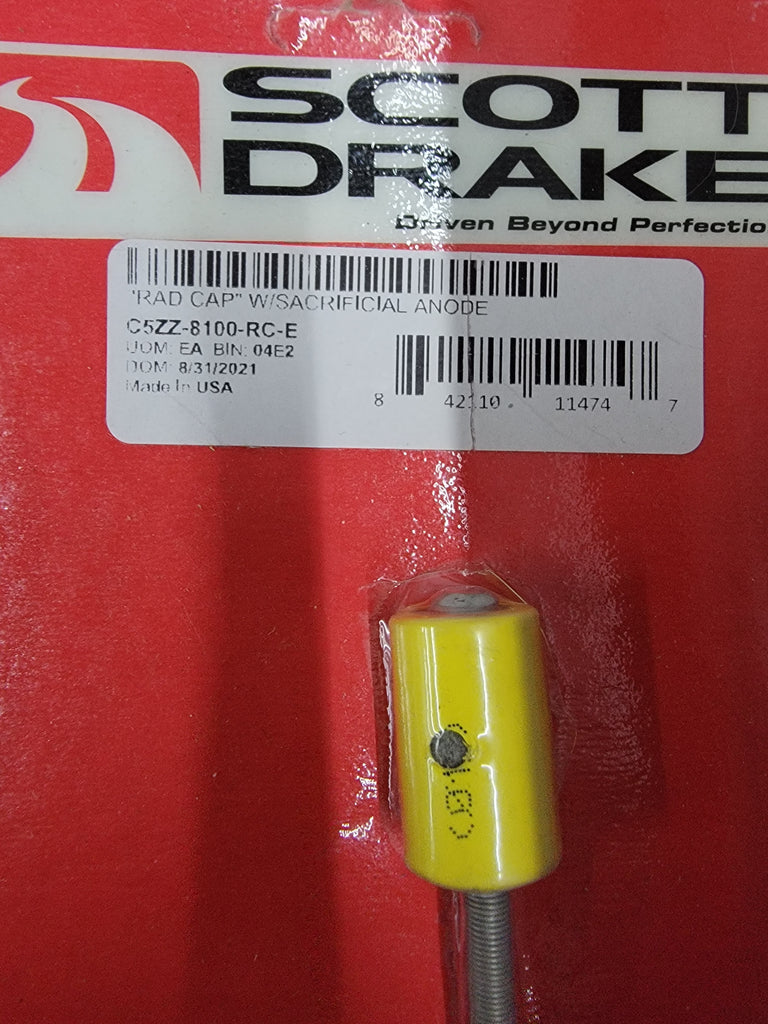 SCOTT
DRAKE
Driven Beyond Perfectio
"RAD CAP" W/SACRIFICIAL ANODE
C5ZZ-8100-RC-E
UOM: EA BIN: 04E2
DOM: 8/31/2021
Made In USA
8 42110 11474 7